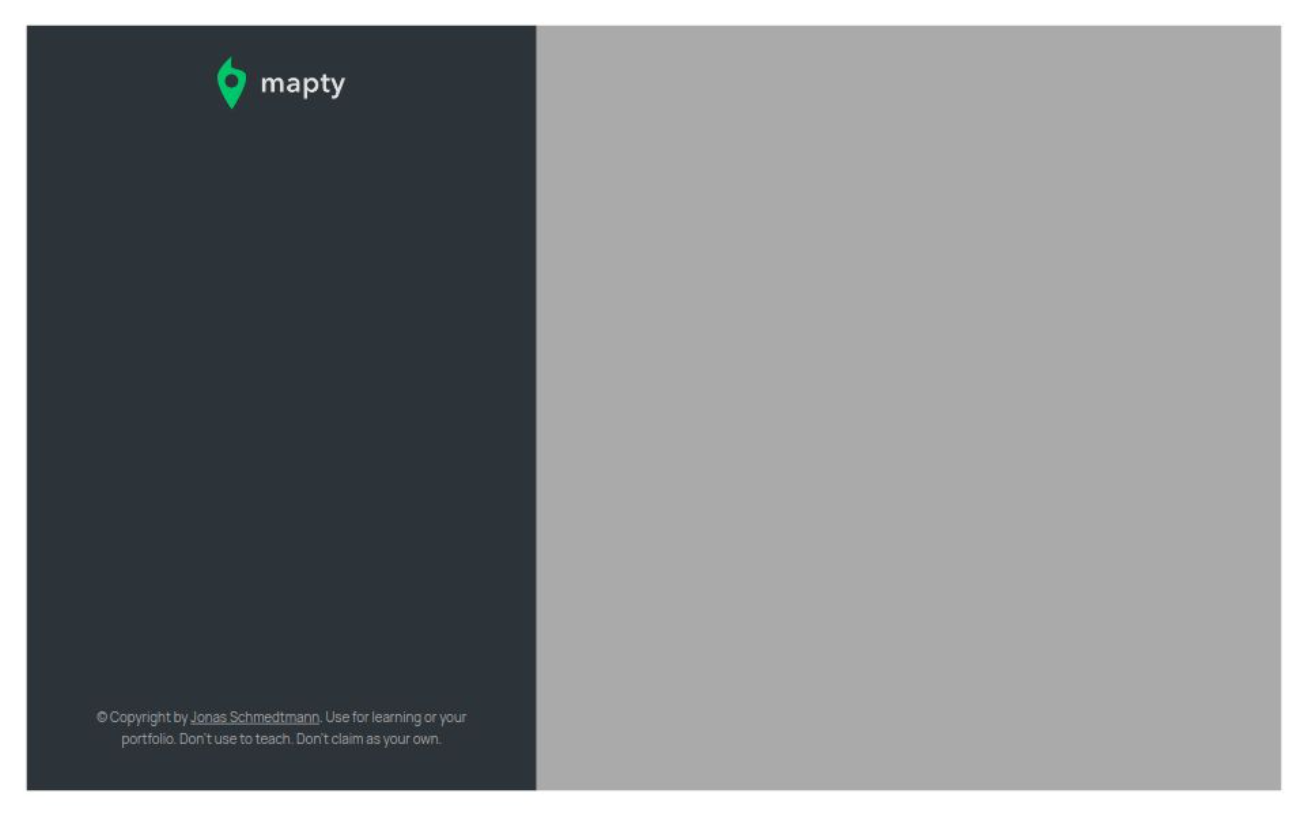 mapty
© Copyright by Jonas Schmedtmann. Use for learning or your
portfolio. Don't use to teach. Don't claim as your own.